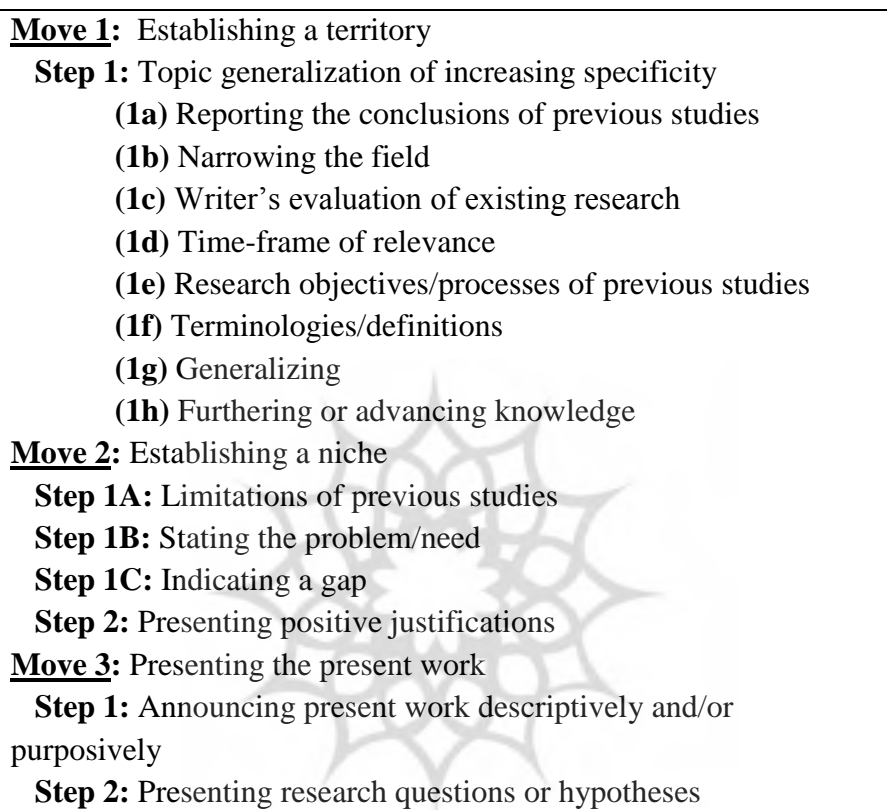 Move 1: Establishing a territory
Step 1: Topic generalization of increasing specificity
(1a) Reporting the conclusions of previous studies
(1b) Narrowing the field
(1c) Writer’s evaluation of existing research
(1d) Time-frame of relevance
(1e) Research objectives/processes of previous studies
(1f) Terminologies/definitions
(1g) Generalizing
(1h) Furthering or advancing knowledge
Move 2: Establishing a niche
Step 1A: Limitations of previous studies
Step 1B: Stating the problem/need
Step 1C: Indicating a gap
Step 2: Presenting positive justifications
Move 3: Presenting the present work
Step 1: Announcing present work descriptively and/or
purposively
Step 2: Presenting research questions or hypotheses